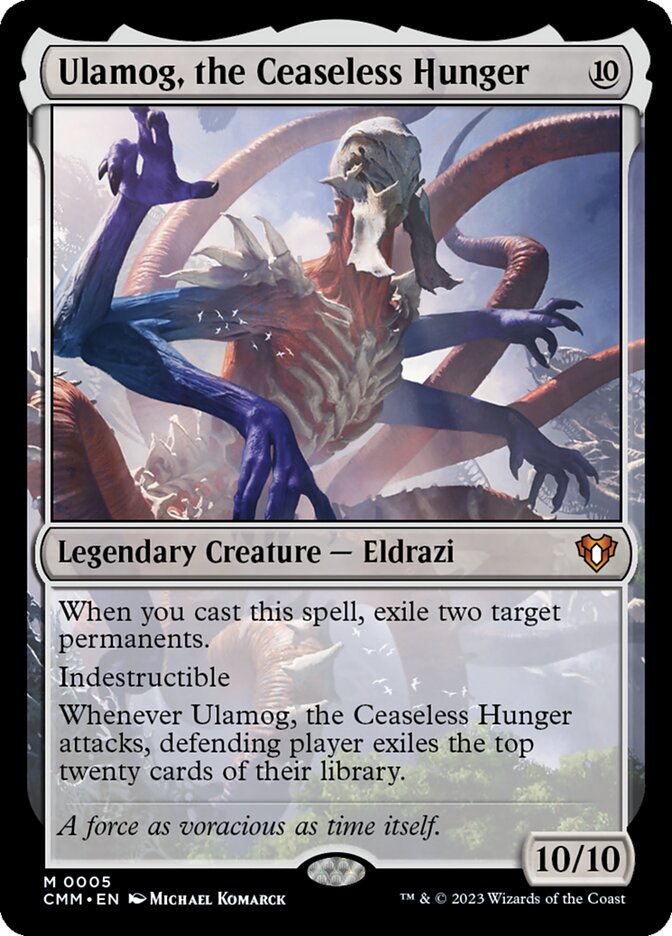 Ulamog, the Ceaseless Hunger 10
Legendary Creature — Eldrazi
When you cast this spell, exile two target
permanents.
Indestructible
Whenever Ulamog, the Ceaseless Hunger
attacks, defending player exiles the top
twenty cards of their library.
A force as voracious as time itself.
10/10
M 0005
CMM • EN Michael Komarck
™ & © 2023 Wizards of the Coast